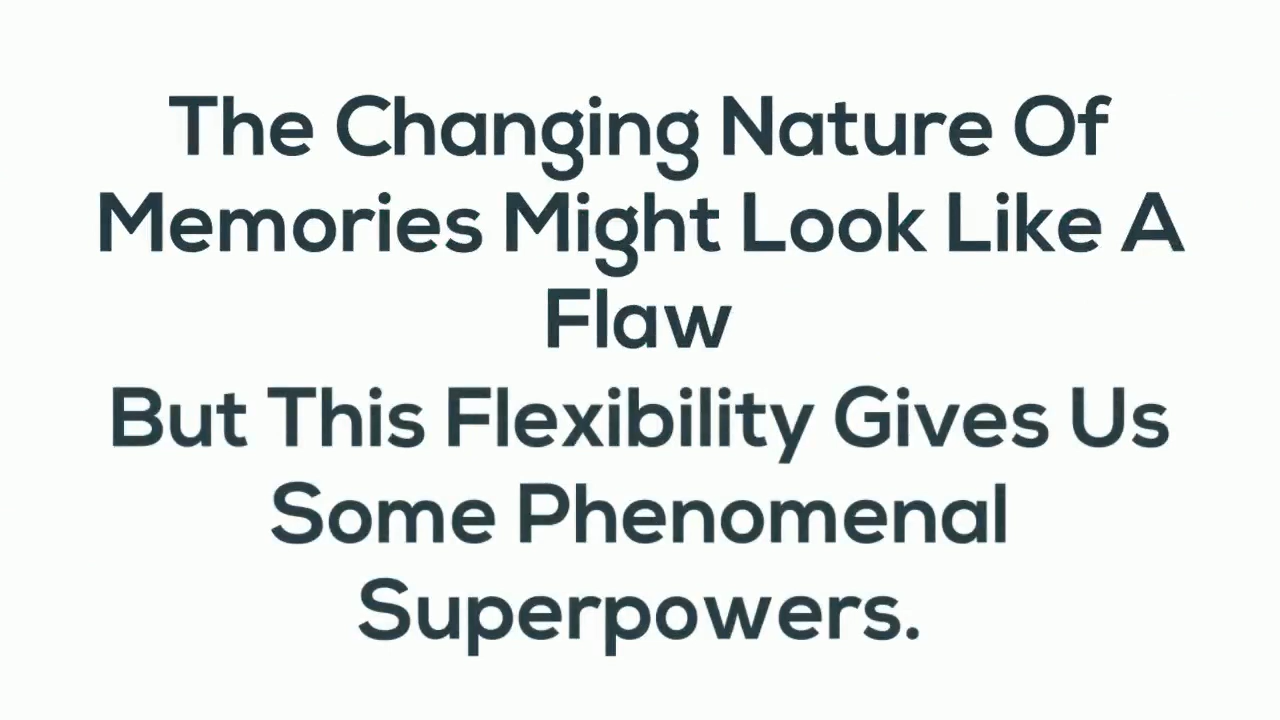 The Changing Nature Of
Memories Might Look Like A
Flaw
But This Flexibility Gives Us
Some Phenomenal
Superpowers.